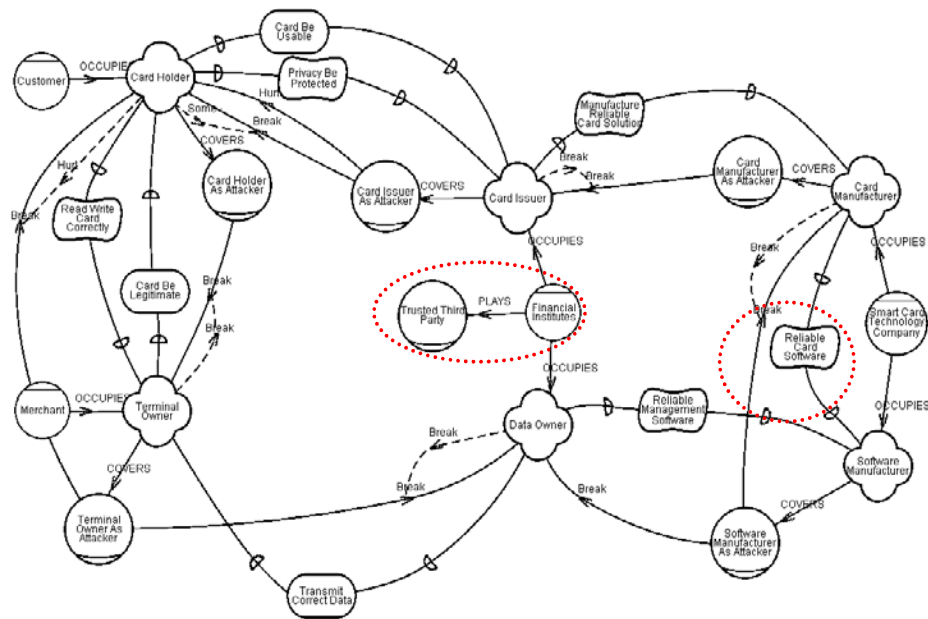 Card Be
Usable
OCCUPIE
Customer
Card Holder
Privacy Be
Protected
Hurt
Some
Break
Manufacture
Reliable
Card Solution
COVERS
Card Holder
As Attacker
Hurt
Break
Read Write
Card
Correctly
Card Issuer
As Attacker
COVERS
Card Issuer
Break
Break
Card
Manufacturer
As Attacker
COVERS
Card
Manufacturer
Card Be
Legitimate
Break
Break
OCCUPIES
Trusted Third
Party
PLAYS
Financial
Institutes
Break
Break
OCCUPIES
Reliable
Card
Software
Smart Card
Technology
Company
Merchant
OCCUPIES
Terminal
Owner
OCCUPIES
Data Owner
Reliable
Management
Software
OCCUPIES
Software
Manufacturer
COVERS
Break
Break
Break
COVERS
Terminal
Owner As
Attacker
Software
Manufacturer
As Attacker
Transmit
Correct Data